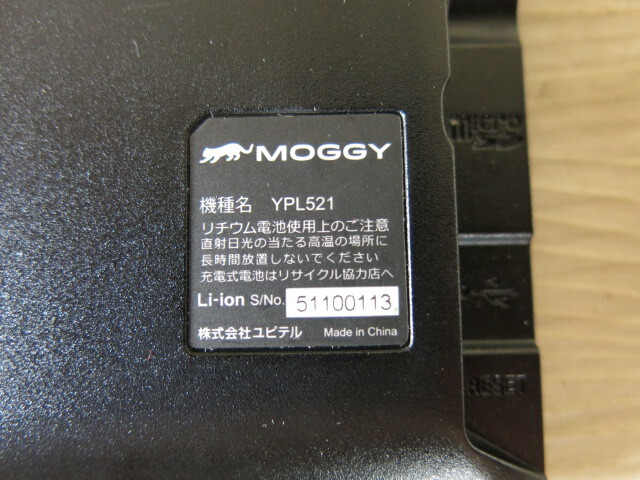 MOGGY
機種名 YPL521
リチウム電池使用上のご注意
直射日光の当たる高温の場所に
長時間放置しないでください
充電式電池はリサイクル協力店へ
Li-ion S/No. 51100113
株式会社ユピテル Made in China
micro
SD
RESET